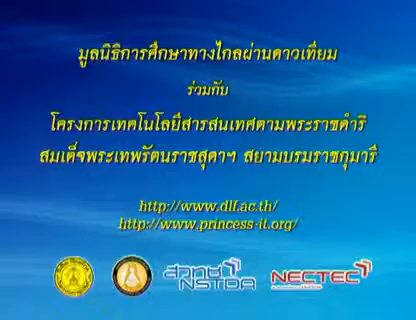 มูลนิธิการศึกษาทางไกลผ่านดาวเทียม
ร่วมกับ
โครงการเทคโนโลยีสารสนเทศตามพระราชดำริ
สมเด็จพระเทพรัตนราชสุดาฯ สยามบรมราชกุมารี
http://www.dlf.ac.th/
http://www.princess-it.org/
สวทช
NSTDA
NECTEC